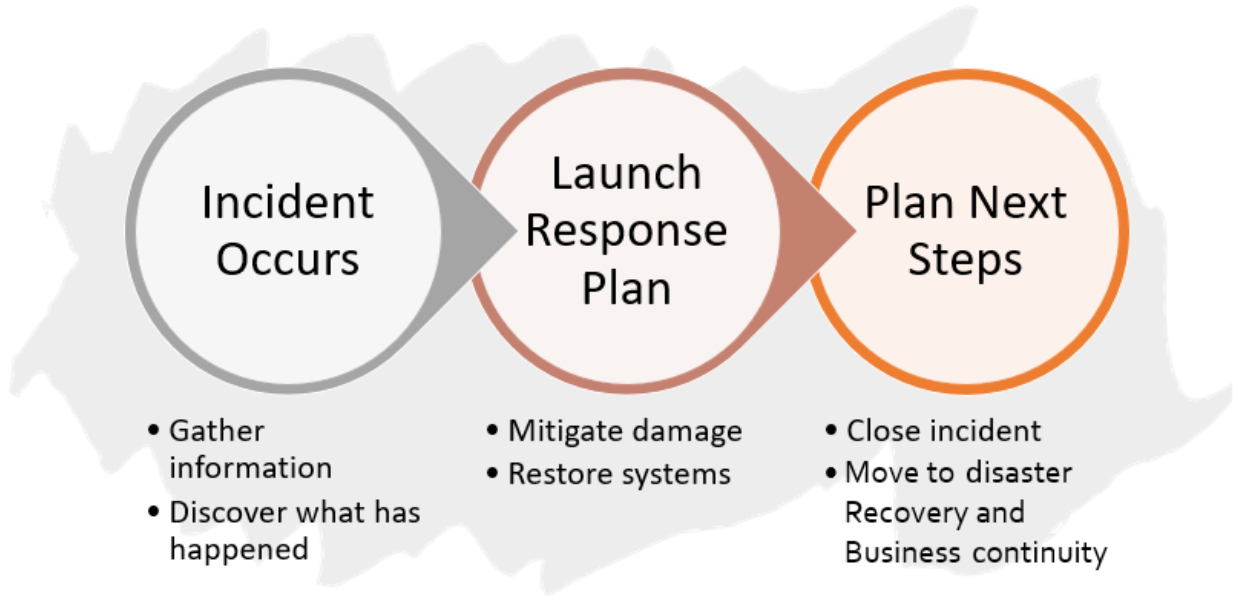 Incident
Occurs
• Gather
information
• Discover what has
happened
Launch
Response
Plan
• Mitigate damage
• Restore systems
Plan Next
Steps
• Close incident
• Move to disaster
Recovery and
Business continuity